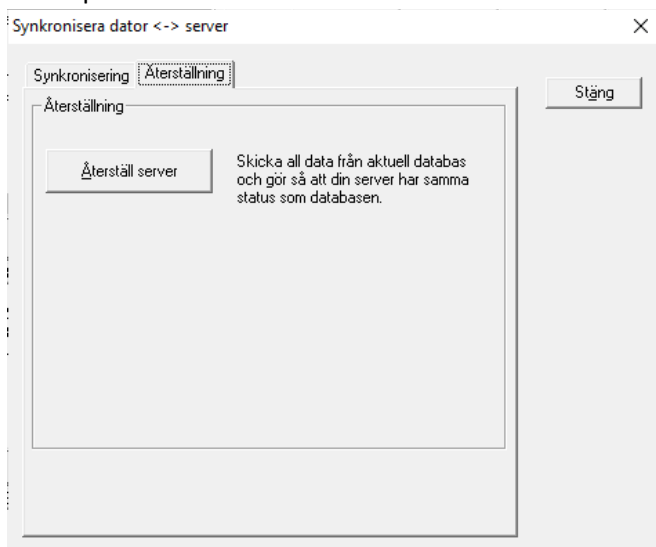 Synkronisera dator <-> server
Synkronisering Återställning
Stäng
Återställning
Återställ server
Skicka all data från aktuell databas
och gör så att din server har samma
status som databasen.